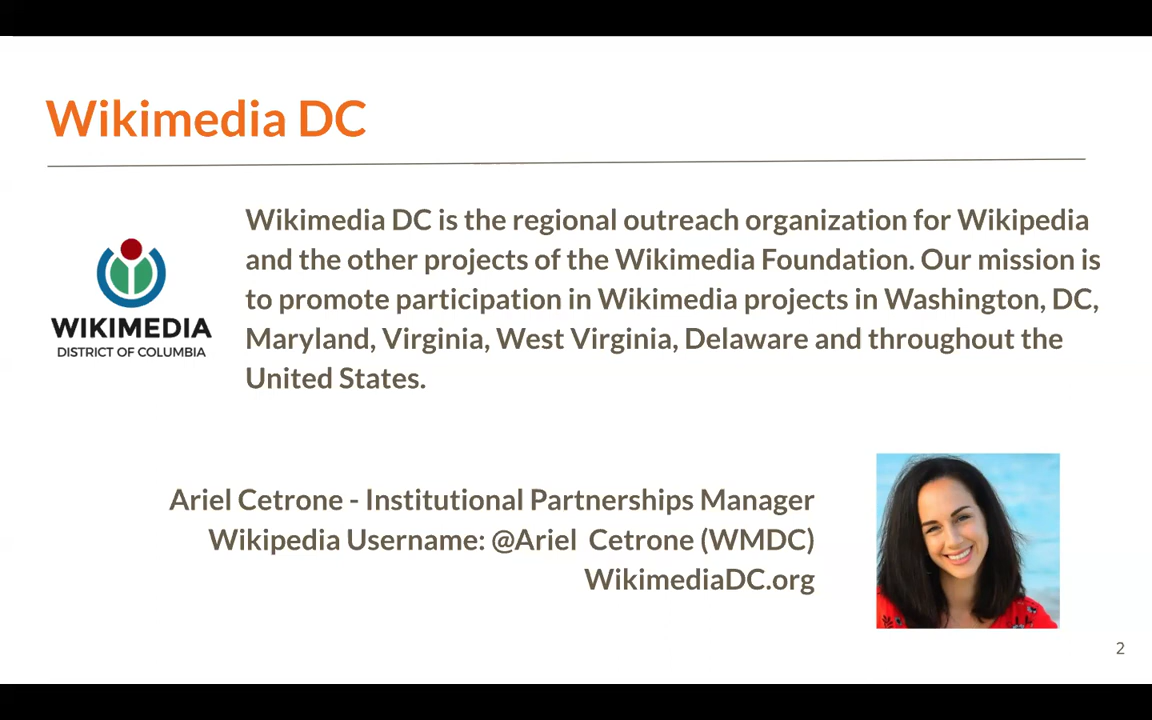 Wikimedia DC
Wikimedia DC is the regional outreach organization for Wikipedia
and the other projects of the Wikimedia Foundation. Our mission is
to promote participation in Wikimedia projects in Washington, DC,
Maryland, Virginia, West Virginia, Delaware and throughout the
United States.
WIKIMEDIA
DISTRICT OF COLUMBIA
Ariel Cetrone - Institutional Partnerships Manager
Wikipedia Username: @Ariel Cetrone (WMDC)
WikimediaDC.org
2